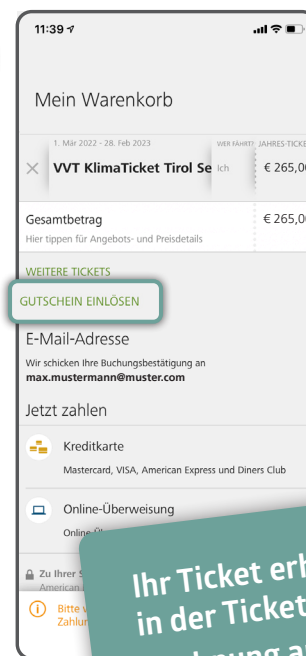 11:39
Mein Warenkorb
1. Mär 2022 - 28. Feb 2023 WER FÄHRT? JAHRES-TICKE
VVT KlimaTicket Tirol Se Ich € 265,00
Gesamtbetrag € 265,00
Hier tippen für Angebots- und Preisdetails
WEITERE TICKETS
GUTSCHEIN EINLÖSEN
E-Mail-Adresse
Wir schicken Ihre Buchungsbestätigung an
max.mustermann@muster.com
Jetzt zahlen
Kreditkarte
Mastercard, VISA, American Express und Diners Club
Online-Überweisung
Online-Üb
Zu Ihrer S
American
Bitte w
Zahlun
Ihr Ticket erh
in der Ticket